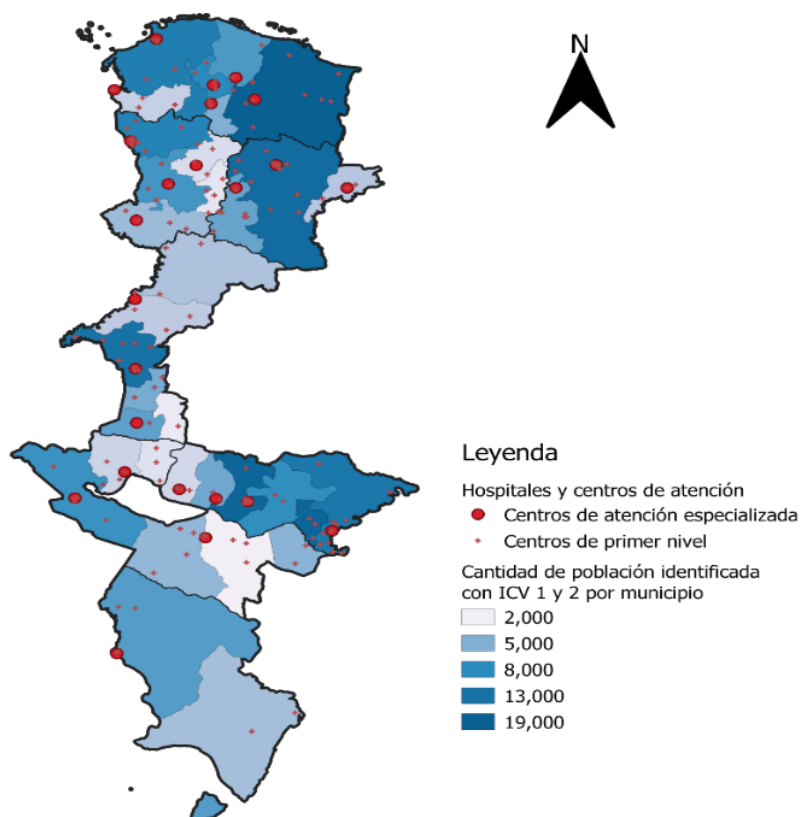 N
Leyenda
Hospitales y centros de atención
Centros de atención especializada
Centros de primer nivel
Cantidad de población identificada
con ICV 1 y 2 por municipio
2,000
5,000
8,000
13,000
19,000